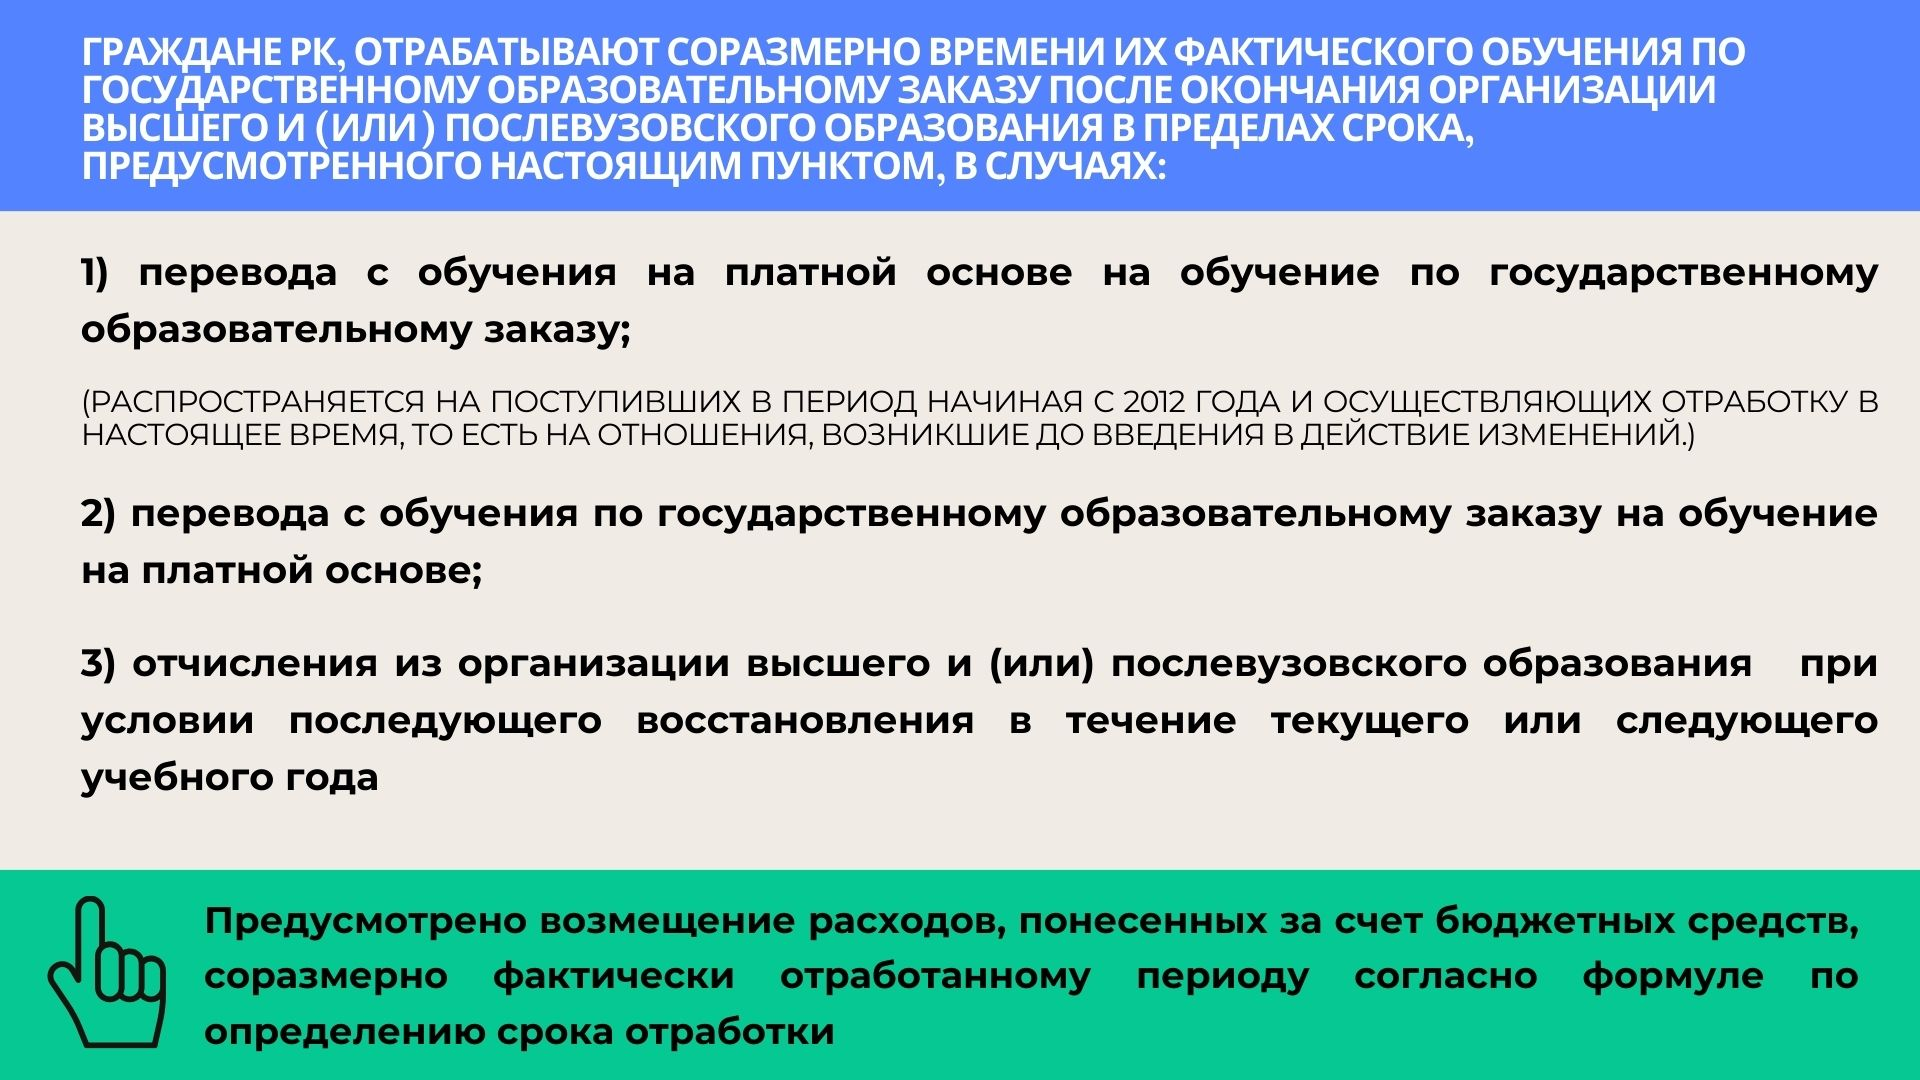 ГРАЖДАНЕ РК, ОТРАБАТЫВАЮТ СОРАЗМЕРНО ВРЕМЕНИ ИХ ФАКТИЧЕСКОГО ОБУЧЕНИЯ ПО
ГОСУДАРСТВЕННОМУ ОБРАЗОВАТЕЛЬНОМУ ЗАКАЗУ ПОСЛЕ ОКОНЧАНИЯ ОРГАНИЗАЦИИ
ВЫСШЕГО И (ИЛИ) ПОСЛЕВУЗОВСКОГО ОБРАЗОВАНИЯ В ПРЕДЕЛАХ СРОКА,
ПРЕДУСМОТРЕННОГО НАСТОЯЩИМ ПУНКТОМ, В СЛУЧАЯХ:
1) перевода с обучения на платной основе на обучение по государственному
образовательному заказу;
(РАСПРОСТРАНЯЕТСЯ НА ПОСТУПИВШИХ В ПЕРИОД НАЧИНАЯ С 2012 ГОДА И ОСУЩЕСТВЛЯЮЩИХ ОТРАБОТКУ В
НАСТОЯЩЕЕ ВРЕМЯ, ТО ЕСТЬ НА ОТНОШЕНИЯ, ВОЗНИКШИЕ ДО ВВЕДЕНИЯ В ДЕЙСТВИЕ ИЗМЕНЕНИЙ.)
2) перевода с обучения по государственному образовательному заказу на обучение
на платной основе;
3) отчисления из организации высшего и (или) послевузовского образования при
условии последующего восстановления в течение текущего или следующего
учебного года
Предусмотрено возмещение расходов, понесенных за счет бюджетных средств,
соразмерно фактически отработанному периоду согласно формуле по
определению срока отработки